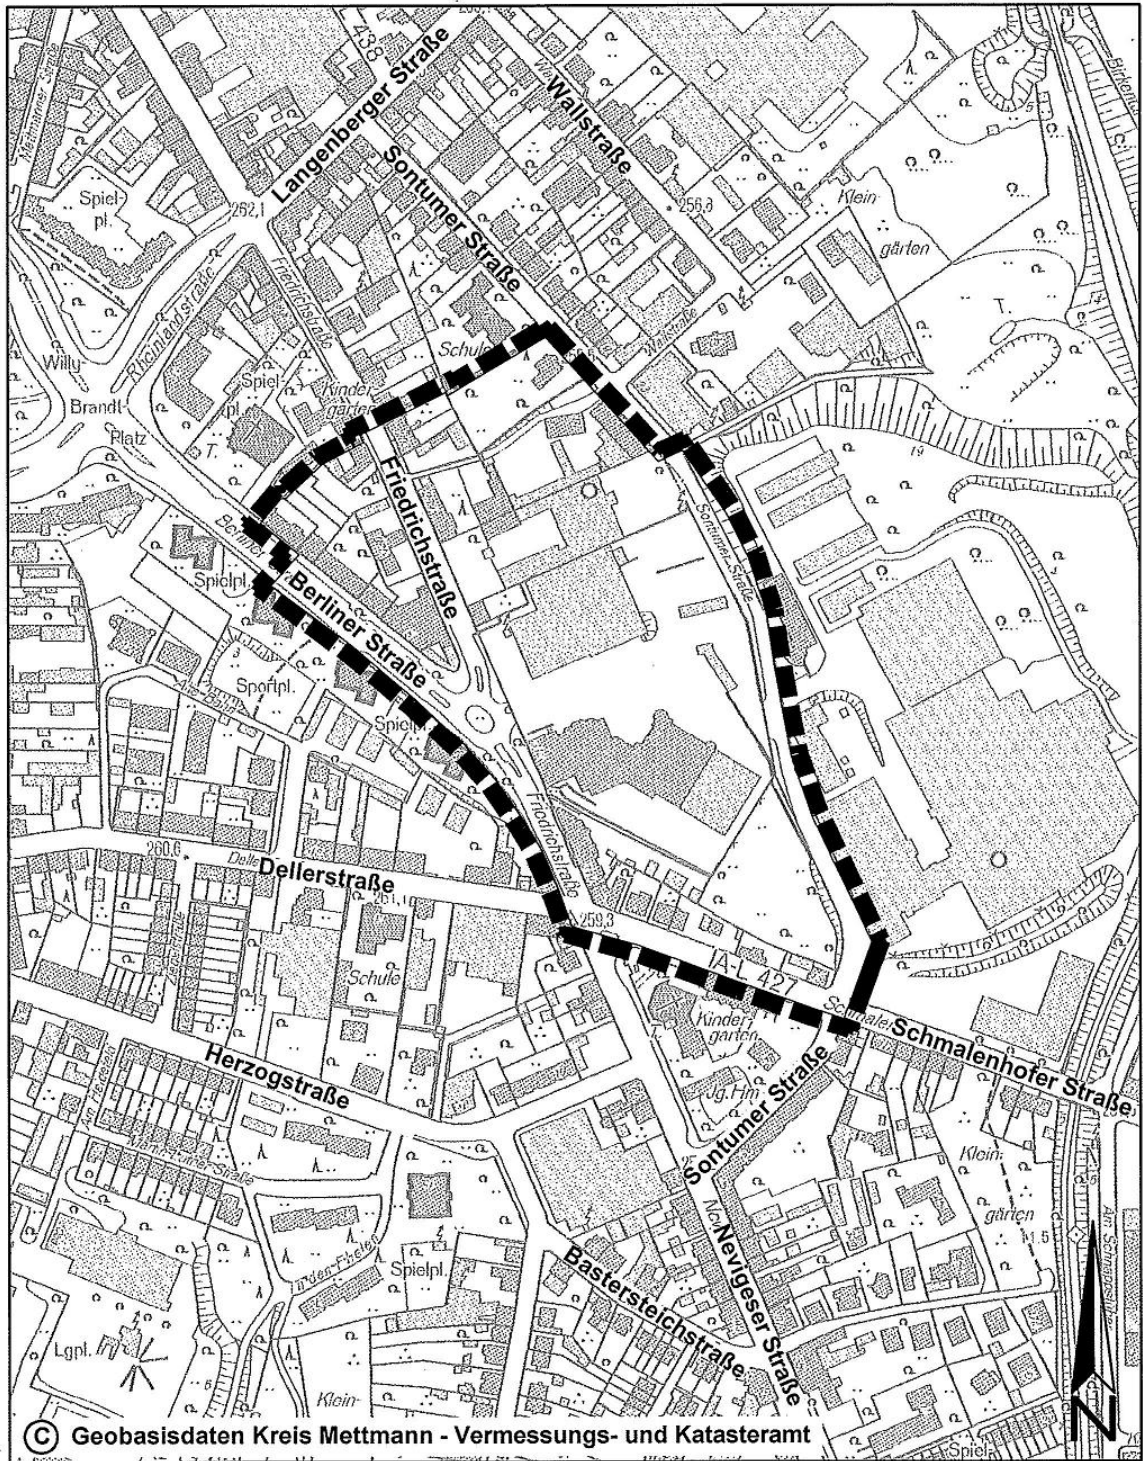 438
Langenberger Straße
Wallstraße
Sontumer Straße
Spiel-
pl.
262,1
256,8
Klein
gärten
Friedrichstraße
Rheinlandstraße
T.
Willy-
Brandt-
Platz
Spiel-
pl.
T.
Schule
Kinder-
garten
Friedrichstraße
19
Sontumer Straße
Spielpl.
Berliner Straße
Sportpl.
Spielpl.
Friedrichstraße
260,6
Dellerstraße
259,3
Schule
Kinder-
garten
Schmalenhofer Straße
Herzogstraße
Sontumer Straße
Klein-
gärten
Spielpl.
Nevigeser Straße
Bastersteichstraße
Lgpl.
Klein-
N
© Geobasisdaten Kreis Mettmann - Vermessungs- und Katasteramt
Spiel-